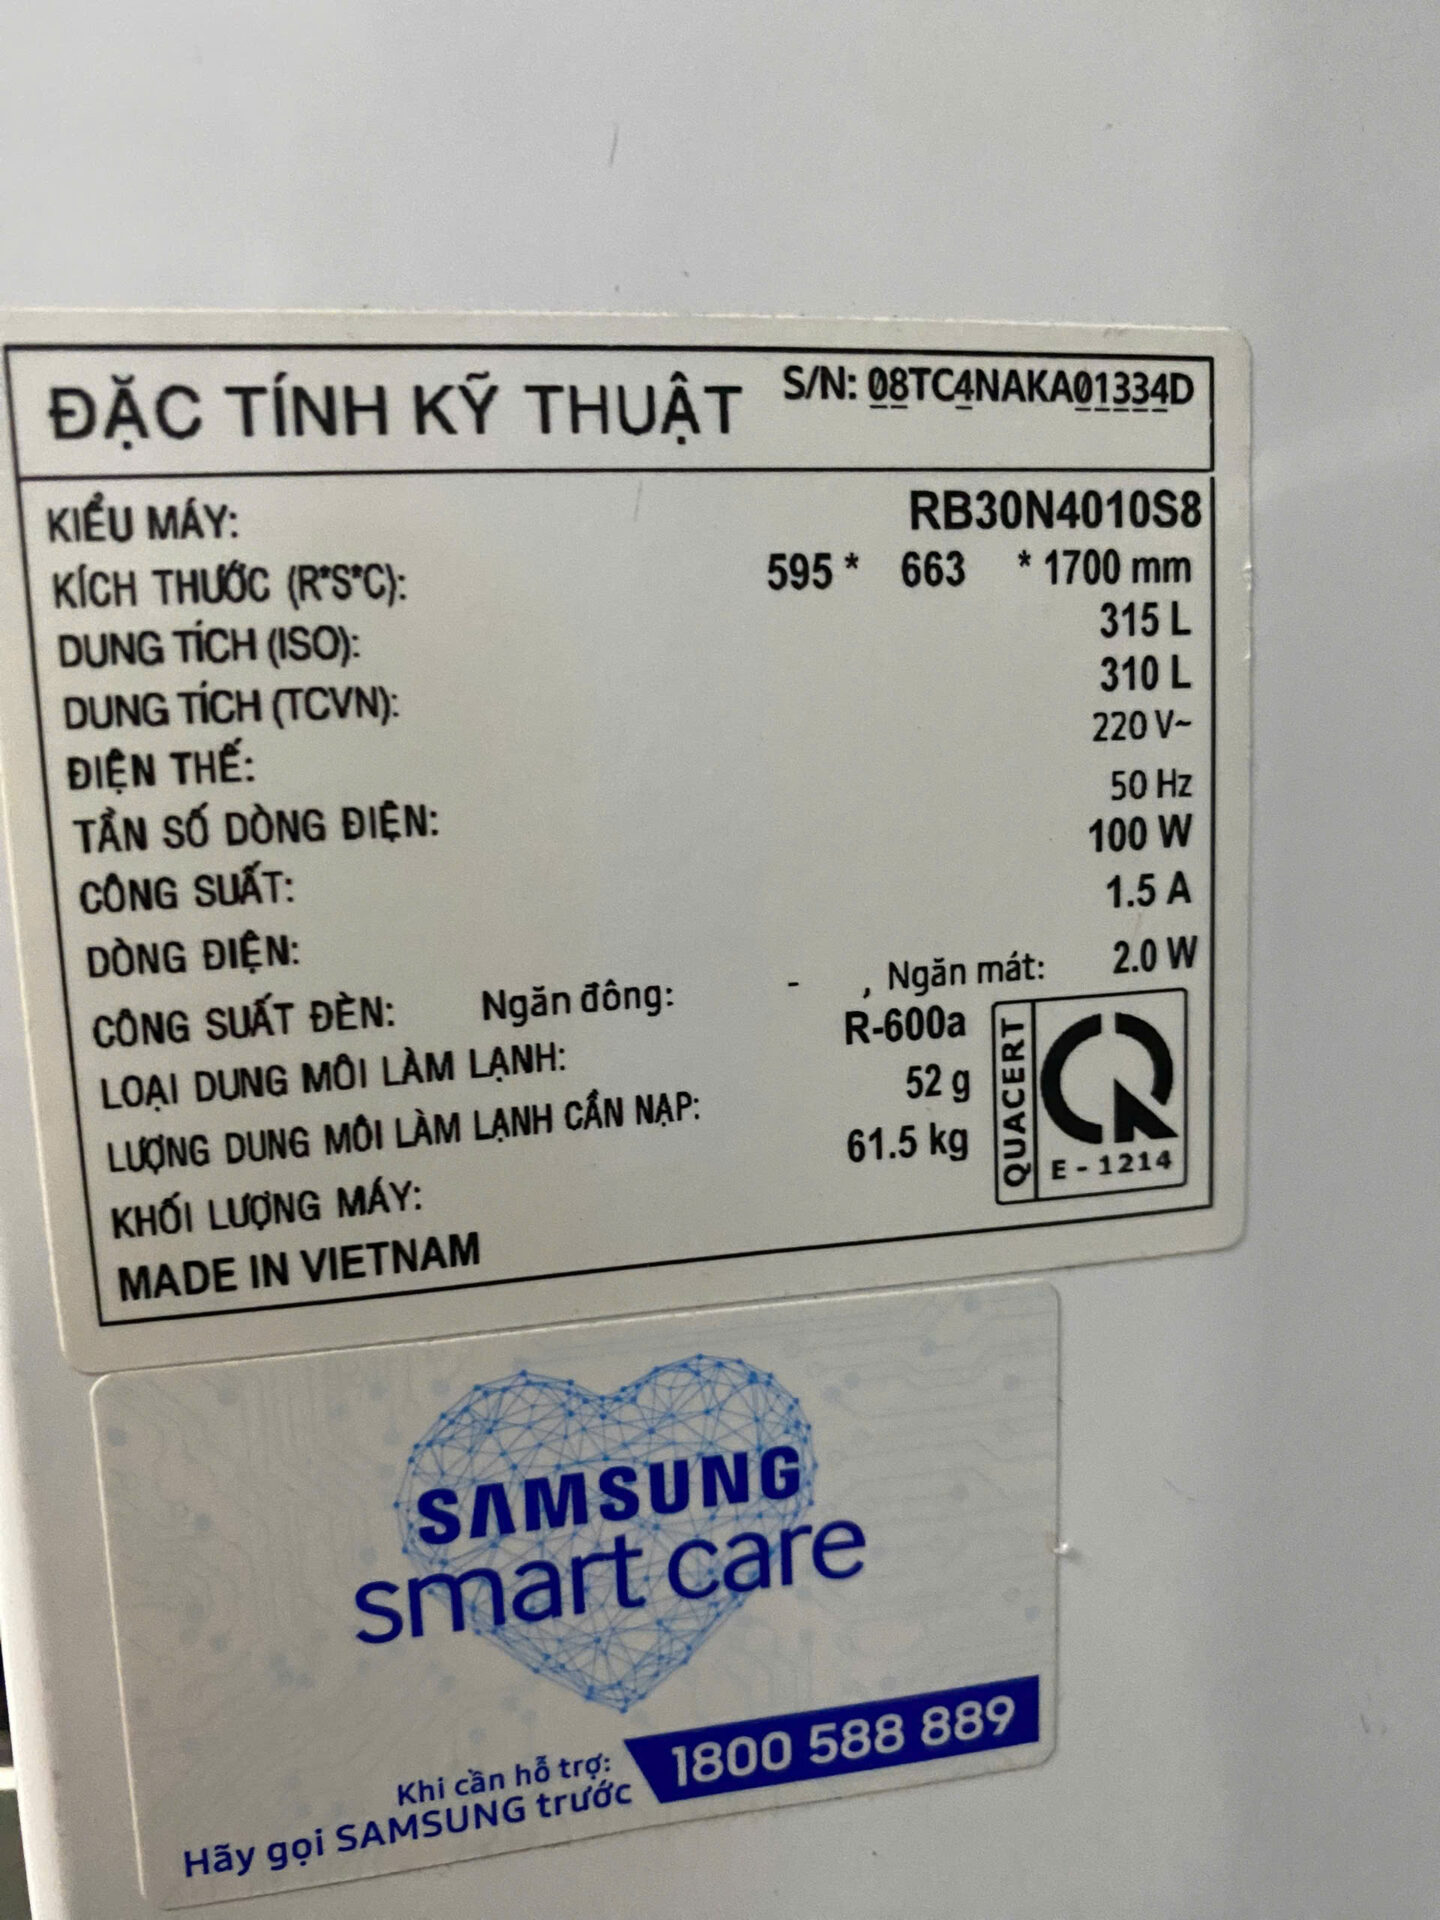 ĐẶC TÍNH KỸ THUẬT S/N: 08TC4NAKA01334D
KIỂU MÁY: RB30N4010S8
KÍCH THƯỚC (R*S*C): 595 * 663 * 1700 mm
DUNG TÍCH (ISO): 315 L
DUNG TÍCH (TCVN): 310 L
ĐIỆN THẾ: 220 V~
TẦN SỐ DÒNG ĐIỆN: 50 Hz
CÔNG SUẤT: 100 W
DÒNG ĐIỆN: 1.5 A
CÔNG SUẤT ĐÈN: Ngăn đông: - , Ngăn mát: 2.0 W
LOẠI DUNG MÔI LÀM LẠNH: R-600a
LƯỢNG DUNG MÔI LÀM LẠNH CẦN NẠP: 52 g
KHỐI LƯỢNG MÁY: 61.5 kg
MADE IN VIETNAM
QUACERT
E - 1214
SAMSUNG
smart care
Khi cần hỗ trợ:
Hãy gọi SAMSUNG trước
1800 588 889